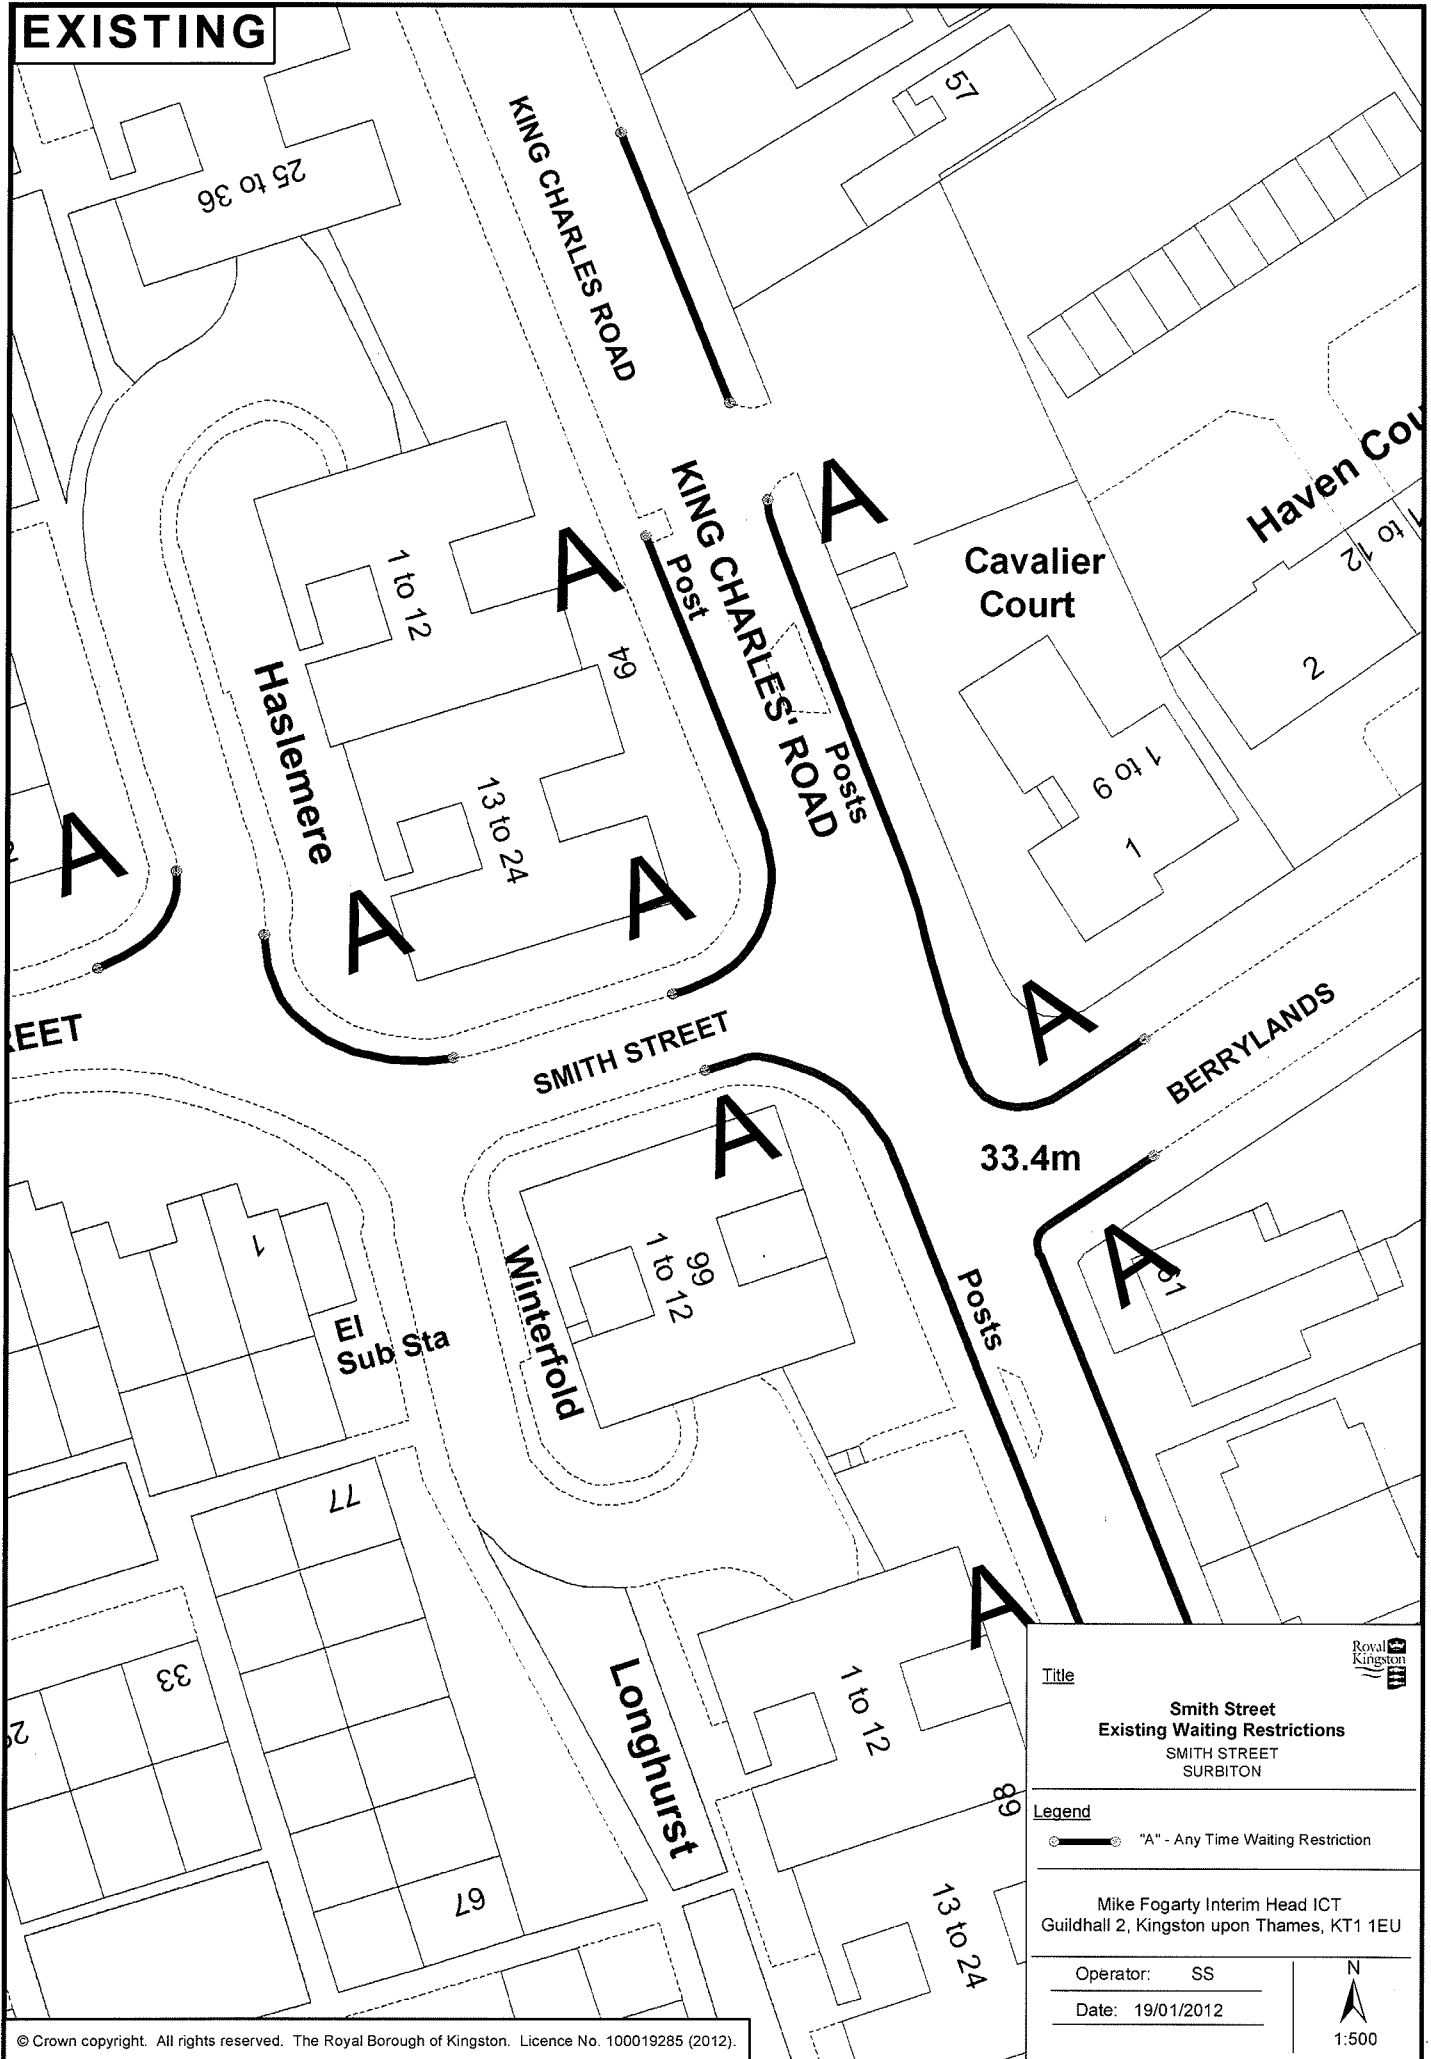 EXISTING
57
KING CHARLES ROAD
25 to 36
A
KING CHARLES' ROAD
Haven Cou
1 to 12
Cavalier
Court
A
Post
1 to 12
64
2
Haslemere
Posts
1 to 9
1
13 to 24
A
A
A
REET
SMITH STREET
A
BERRYLANDS
A
33.4m
A
91
1
Winterfold
99
1 to 12
Posts
El
Sub Sta
77
A
33
Longhurst
1 to 12
89
67
13 to 24
Title
Royal
Kingston
Smith Street
Existing Waiting Restrictions
SMITH STREET
SURBITON
Legend
"A" - Any Time Waiting Restriction
Mike Fogarty Interim Head ICT
Guildhall 2, Kingston upon Thames, KT1 1EU
Operator: SS
Date: 19/01/2012
N
1:500
© Crown copyright. All rights reserved. The Royal Borough of Kingston. Licence No. 100019285 (2012).